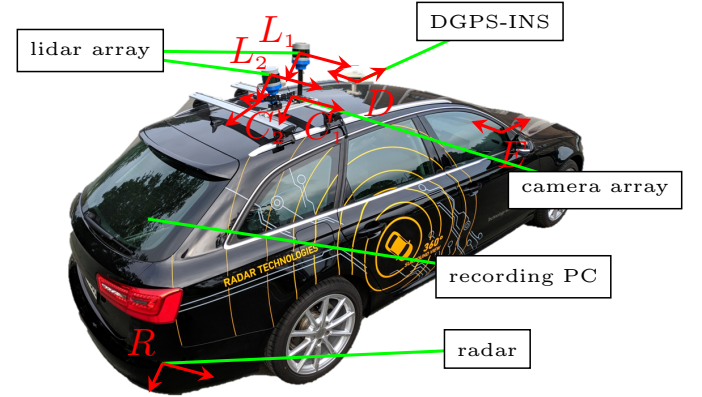 DGPS-INS
lidar array
L1
L2
D
C2
C1
E
camera array
360°
RADAR TECHNOLOGIES
recording PC
R
radar